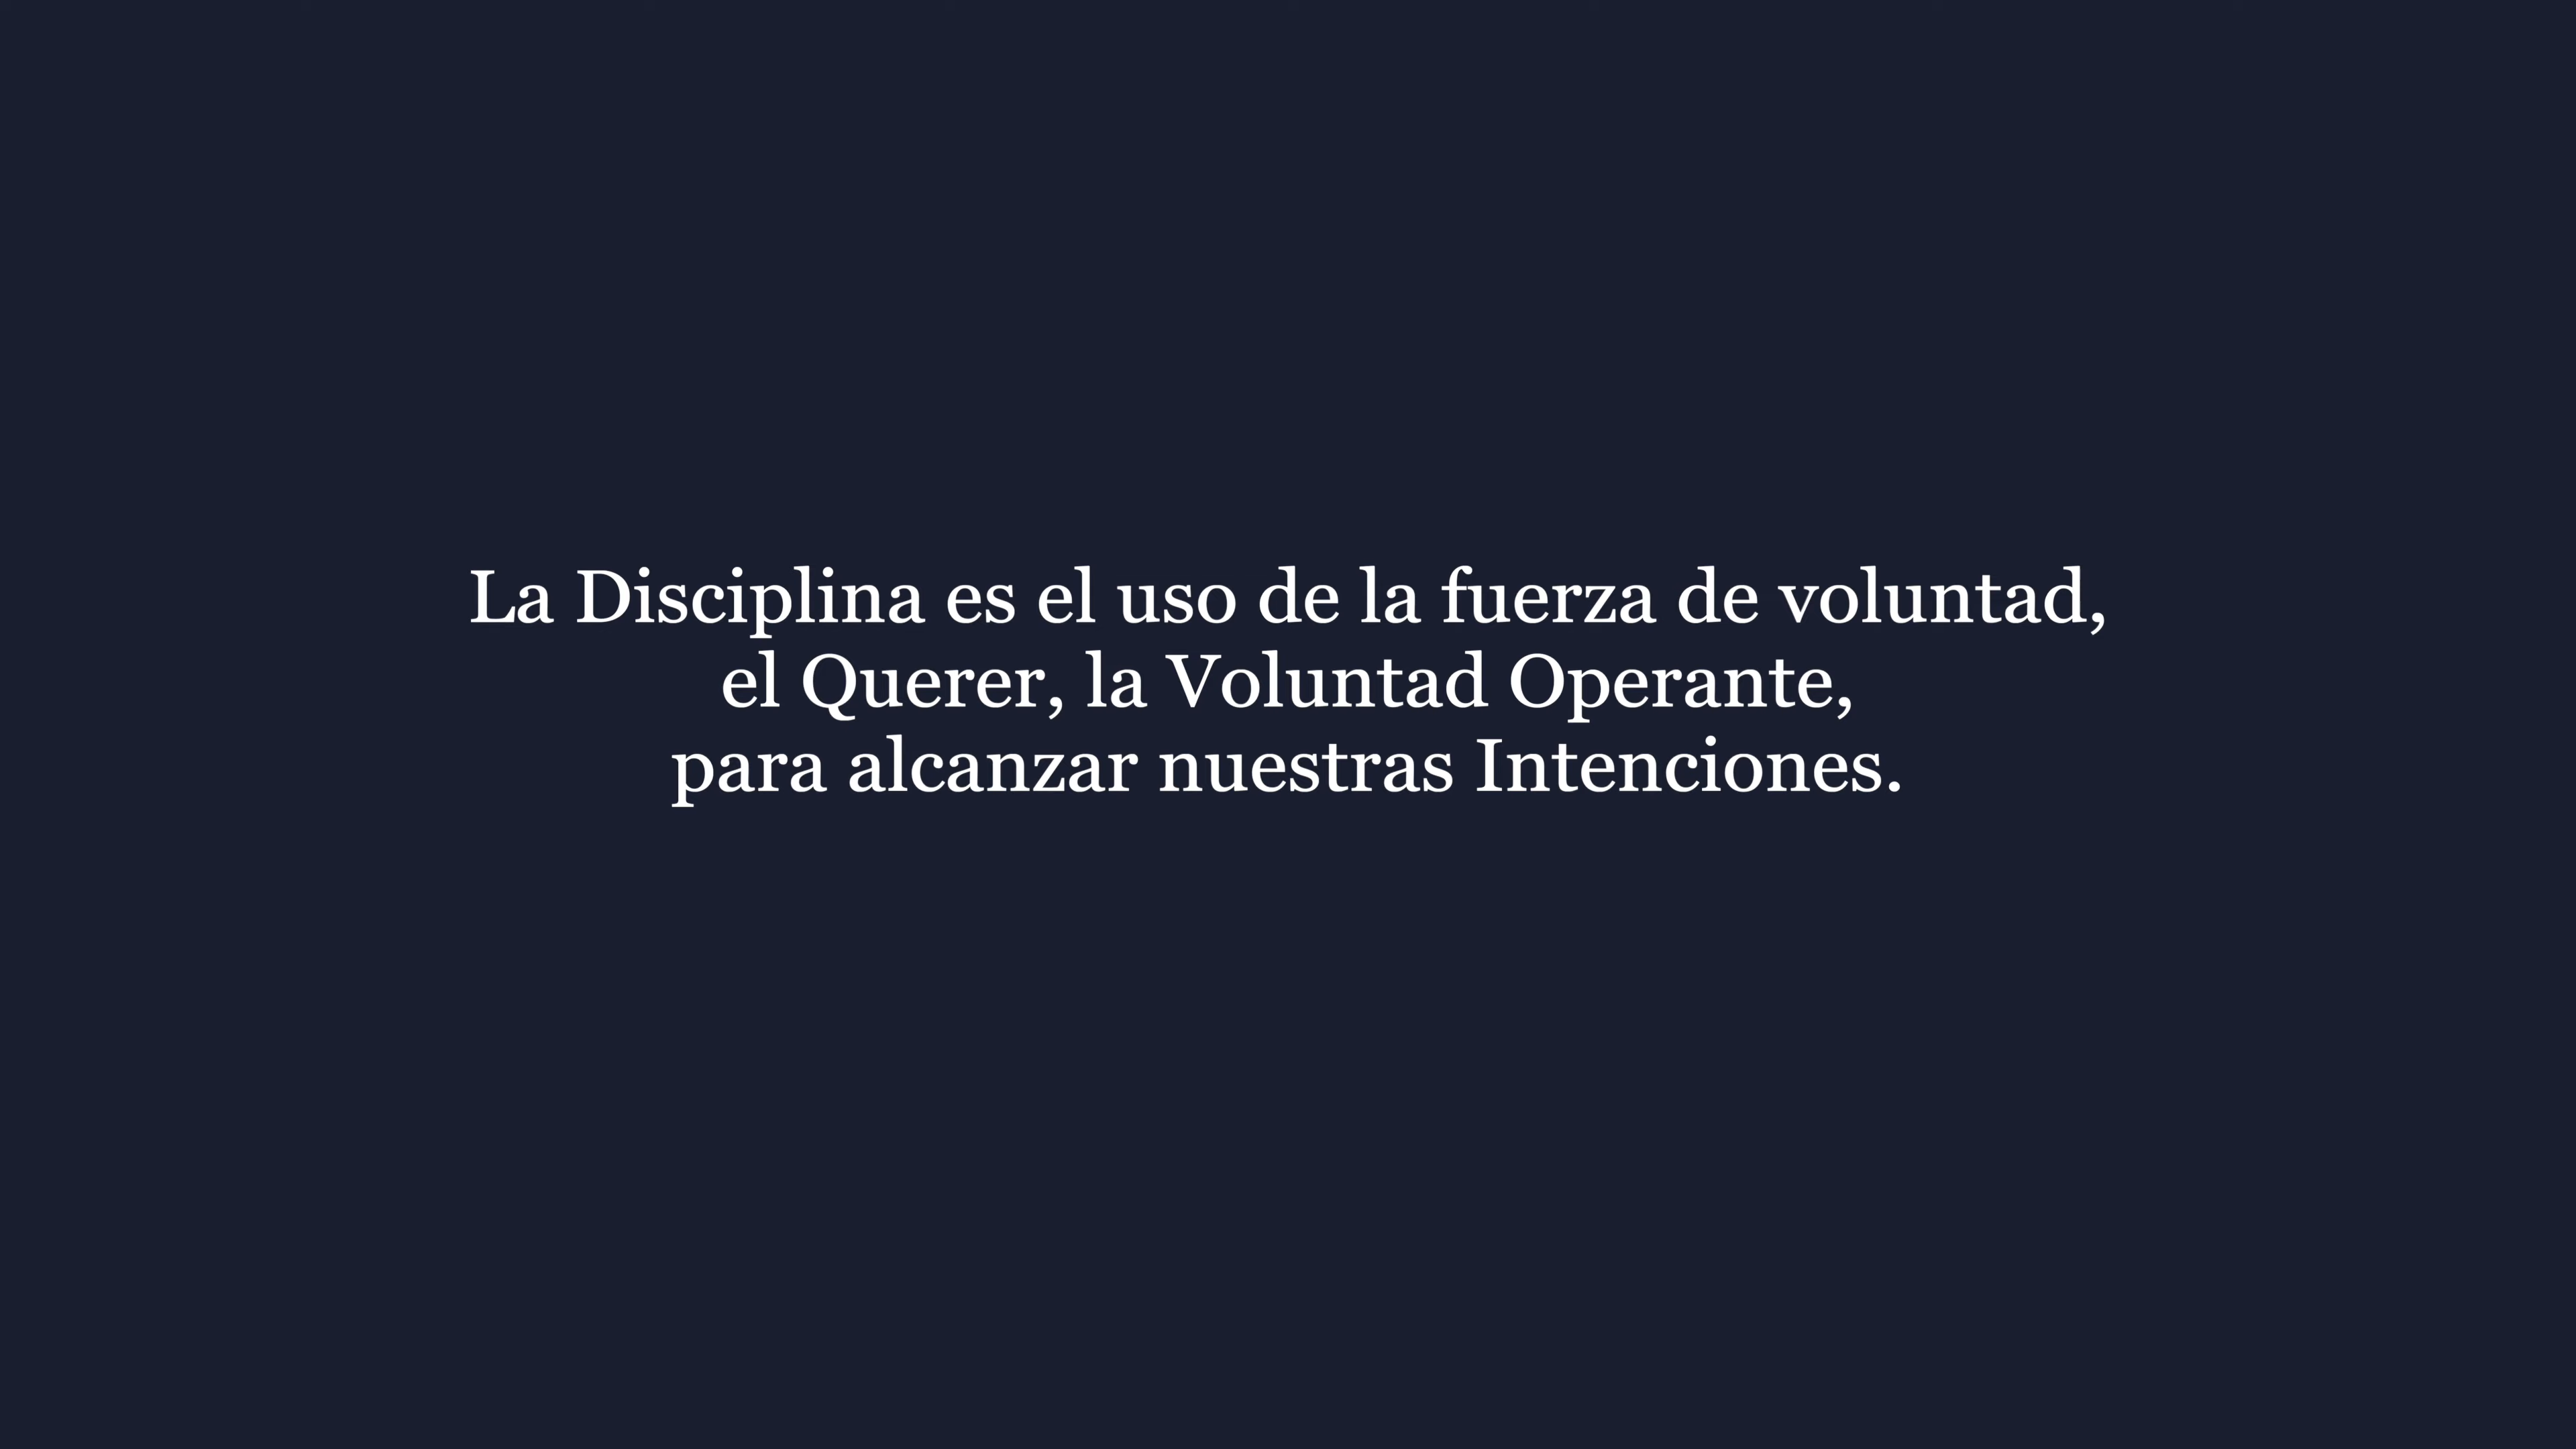 La Disciplina es el uso de la fuerza de voluntad,
el Querer, la Voluntad Operante,
para alcanzar nuestras Intenciones.